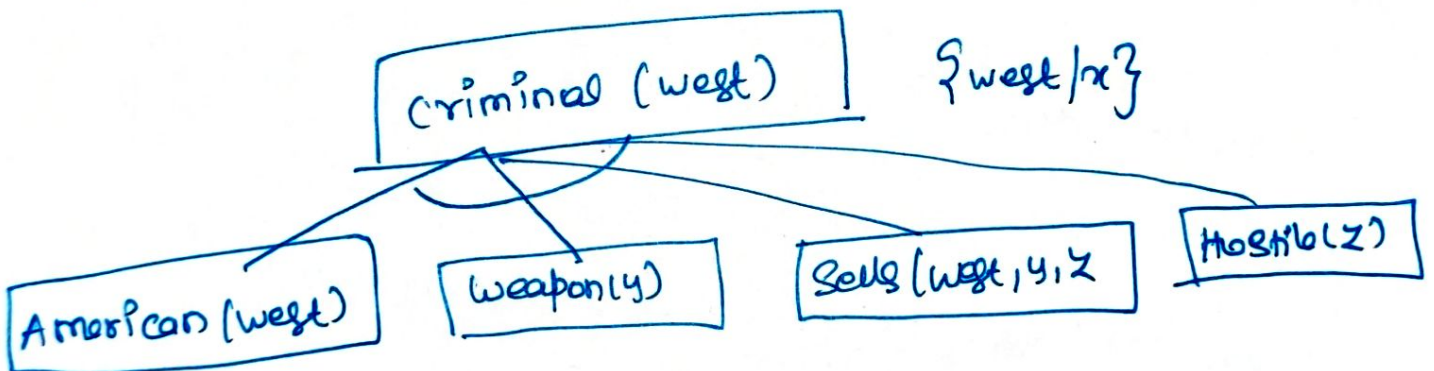 Criminal (West) {west/x}
American (West)
Weapon(y)
Sells (West, y, z
Hostile(z)